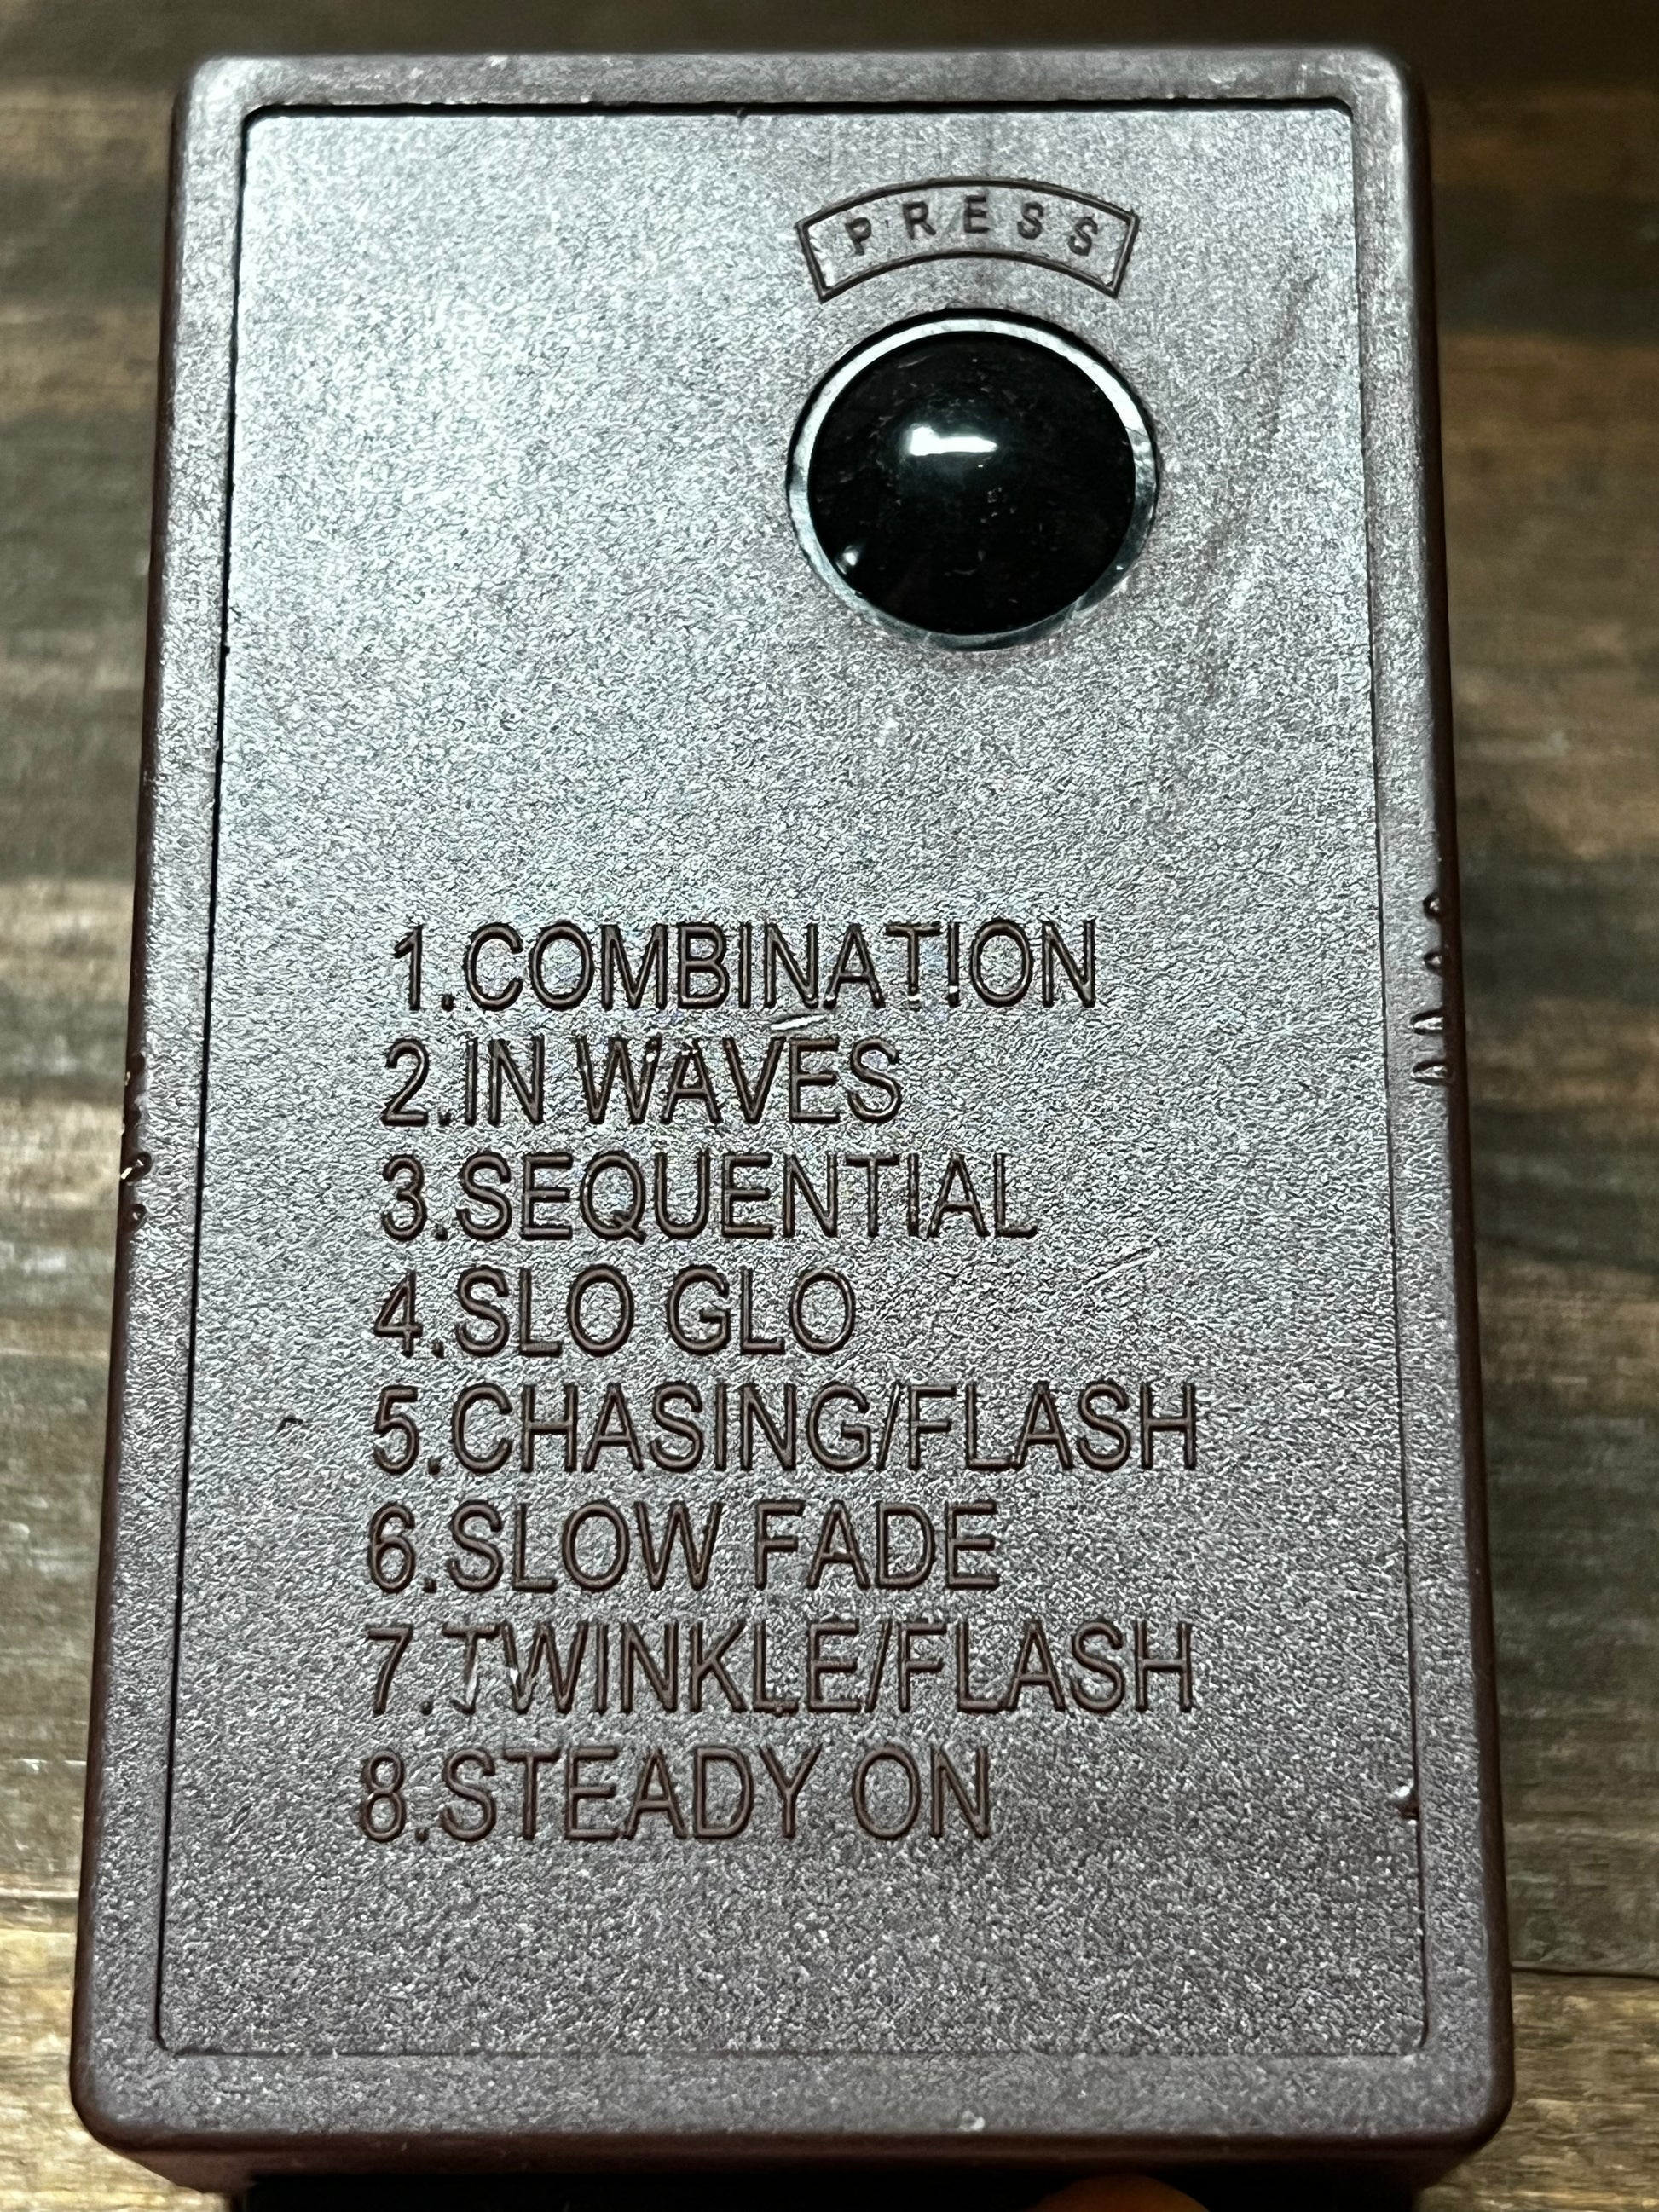 PRESS
1.COMBINATION
2.IN WAVES
3.SEQUENTIAL
4.SLO GLO
5.CHASING/FLASH
6.SLOW FADE
7.TWINKLE/FLASH
8.STEADY ON